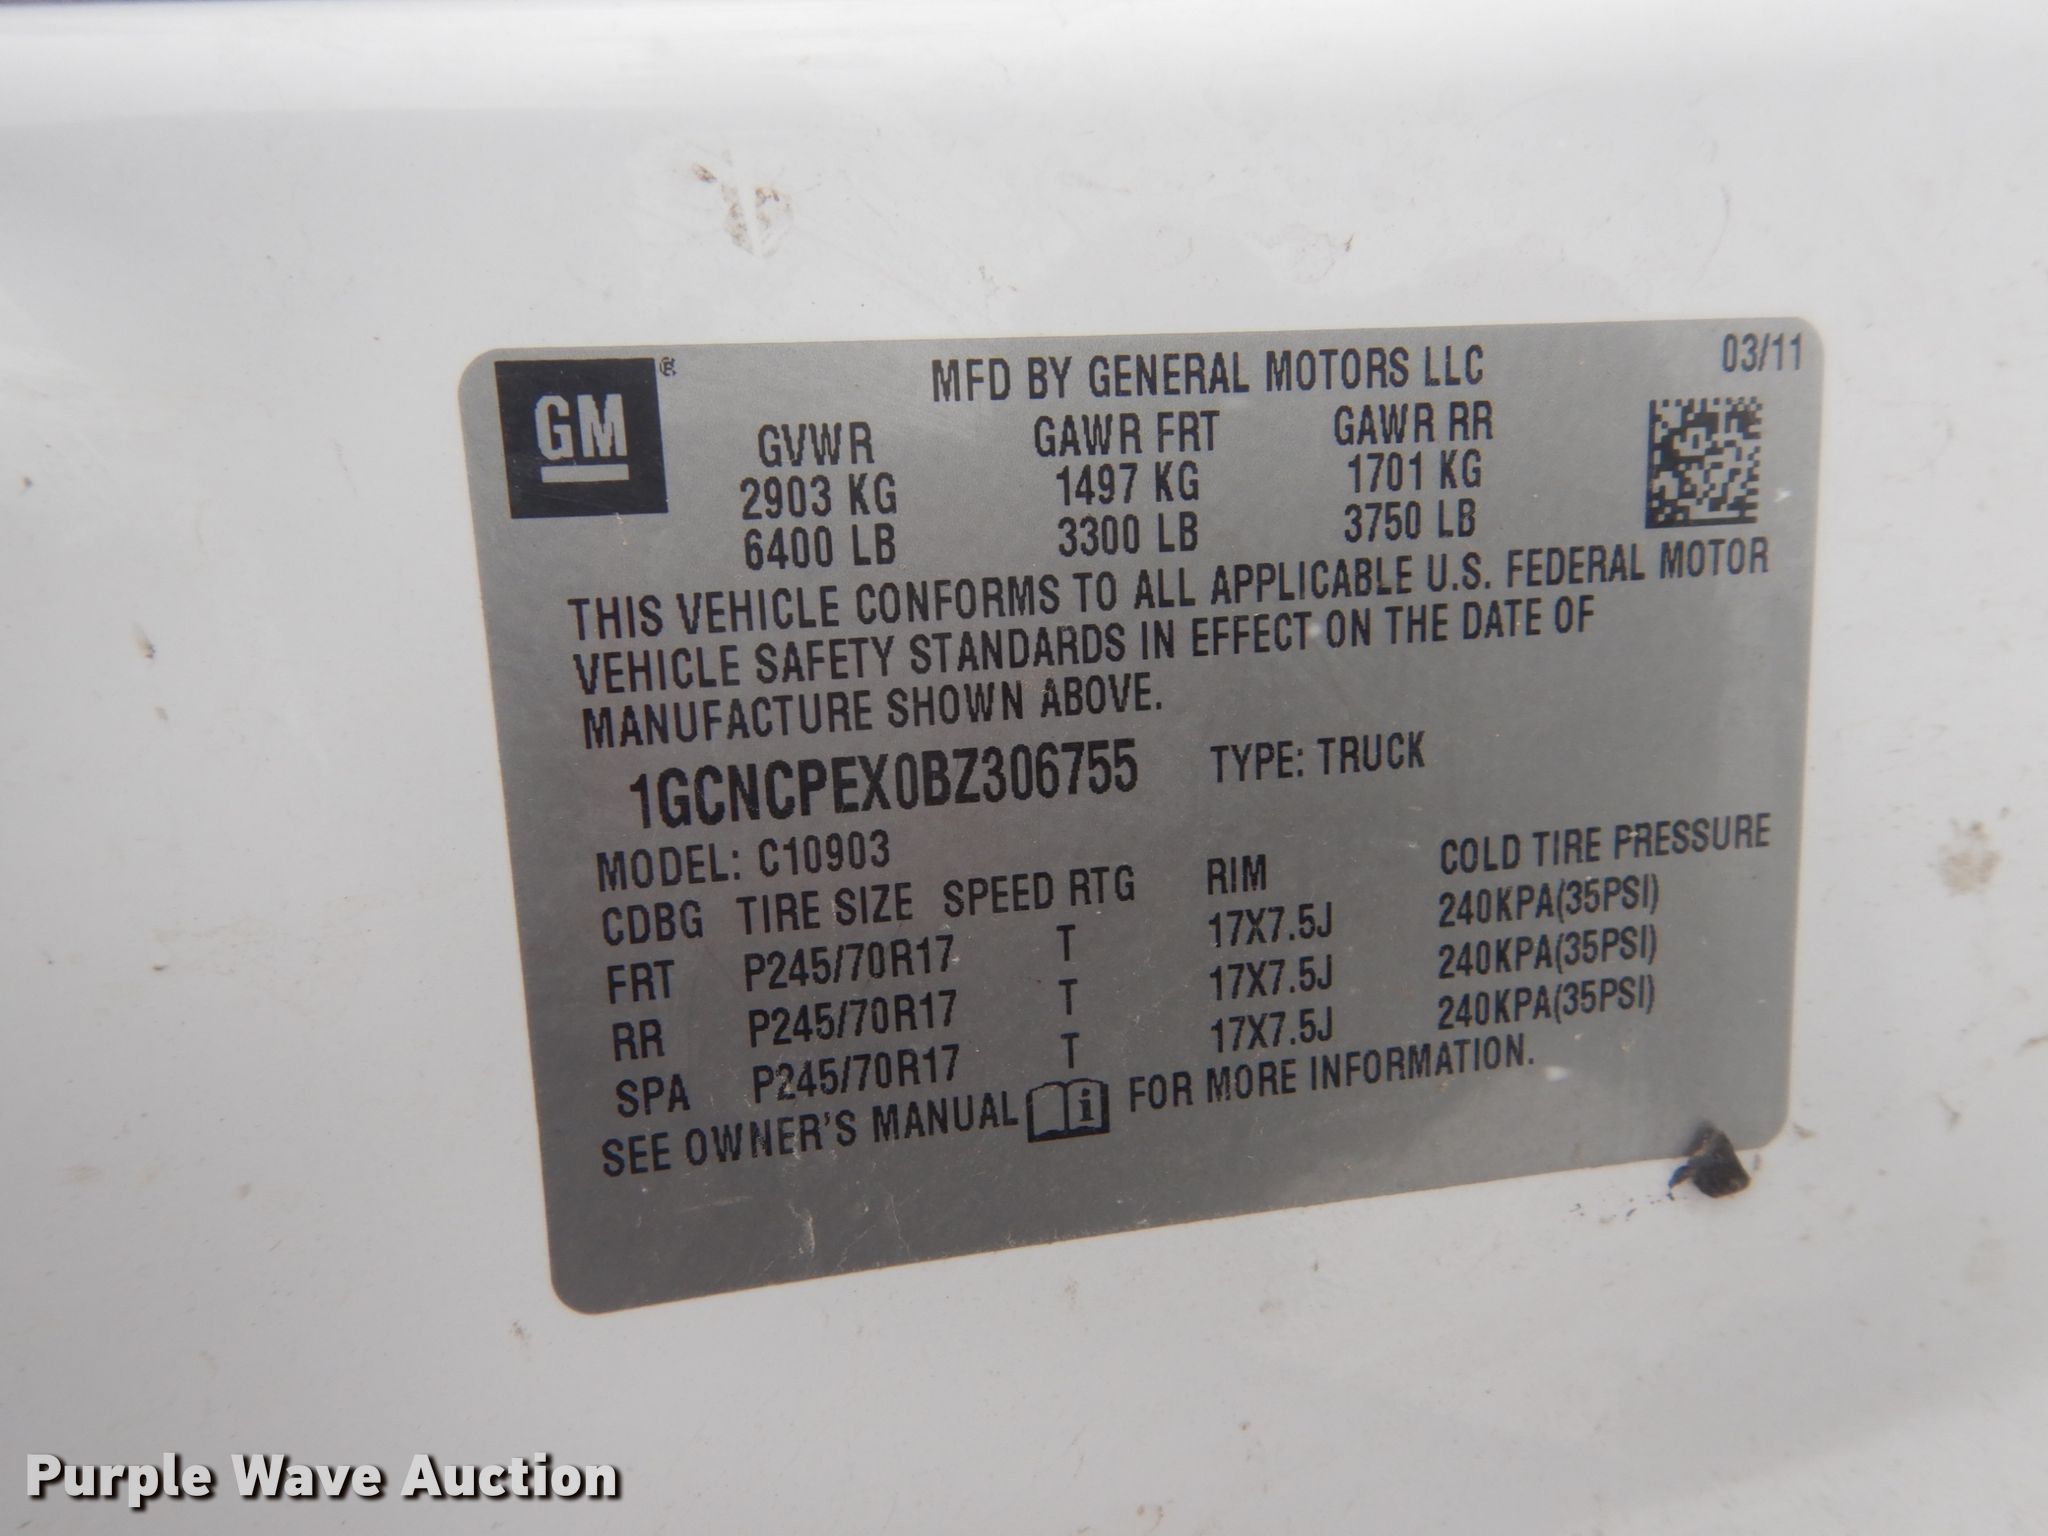 GM ®
MFD BY GENERAL MOTORS LLC 03/11
GVWR GAWR FRT GAWR RR
2903 KG 1497 KG 1701 KG
6400 LB 3300 LB 3750 LB
THIS VEHICLE CONFORMS TO ALL APPLICABLE U.S. FEDERAL MOTOR
VEHICLE SAFETY STANDARDS IN EFFECT ON THE DATE OF
MANUFACTURE SHOWN ABOVE.
1GCNCPEX0BZ306755 TYPE: TRUCK
MODEL: C10903
CDBG TIRE SIZE SPEED RTG RIM COLD TIRE PRESSURE
FRT P245/70R17 T 17X7.5J 240KPA(35PSI)
RR P245/70R17 T 17X7.5J 240KPA(35PSI)
SPA P245/70R17 T 17X7.5J 240KPA(35PSI)
SEE OWNER'S MANUAL i FOR MORE INFORMATION.
Purple Wave Auction